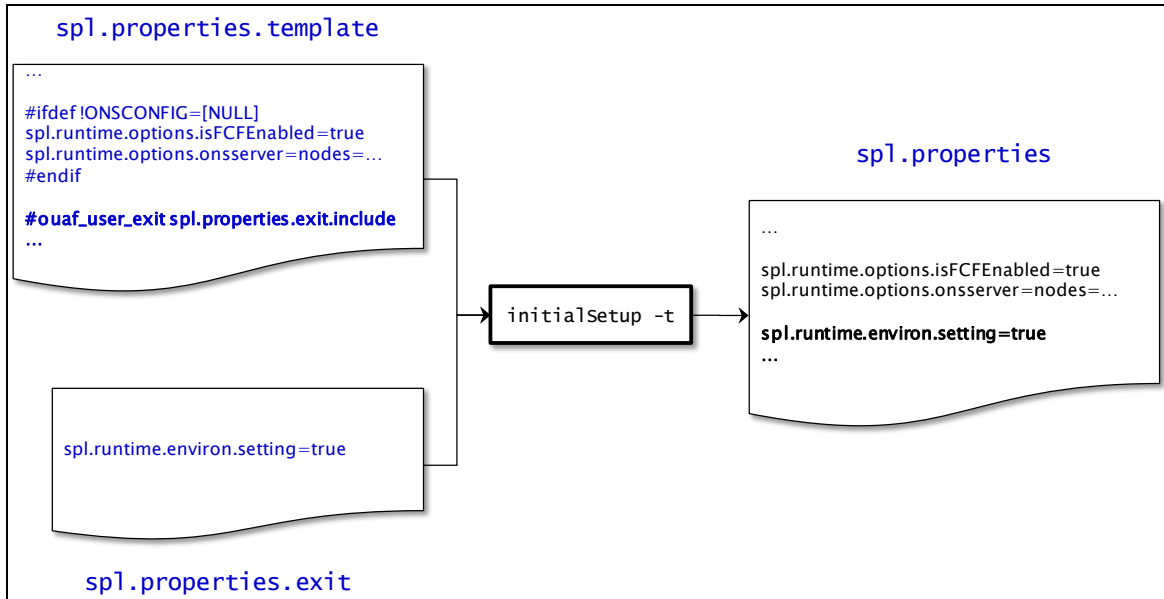 spl.properties.template
...
#ifdef !ONSCONFIG=[NULL]
spl.runtime.options.isFCFEnabled=true
spl.runtime.options.onsserver=nodes=...
#endif
#ouaf_user_exit spl.properties.exit.include
...
spl.runtime.environ.setting=true
spl.properties.exit
initialSetup -t
spl.properties
...
spl.runtime.options.isFCFEnabled=true
spl.runtime.options.onsserver=nodes=...
spl.runtime.environ.setting=true
...